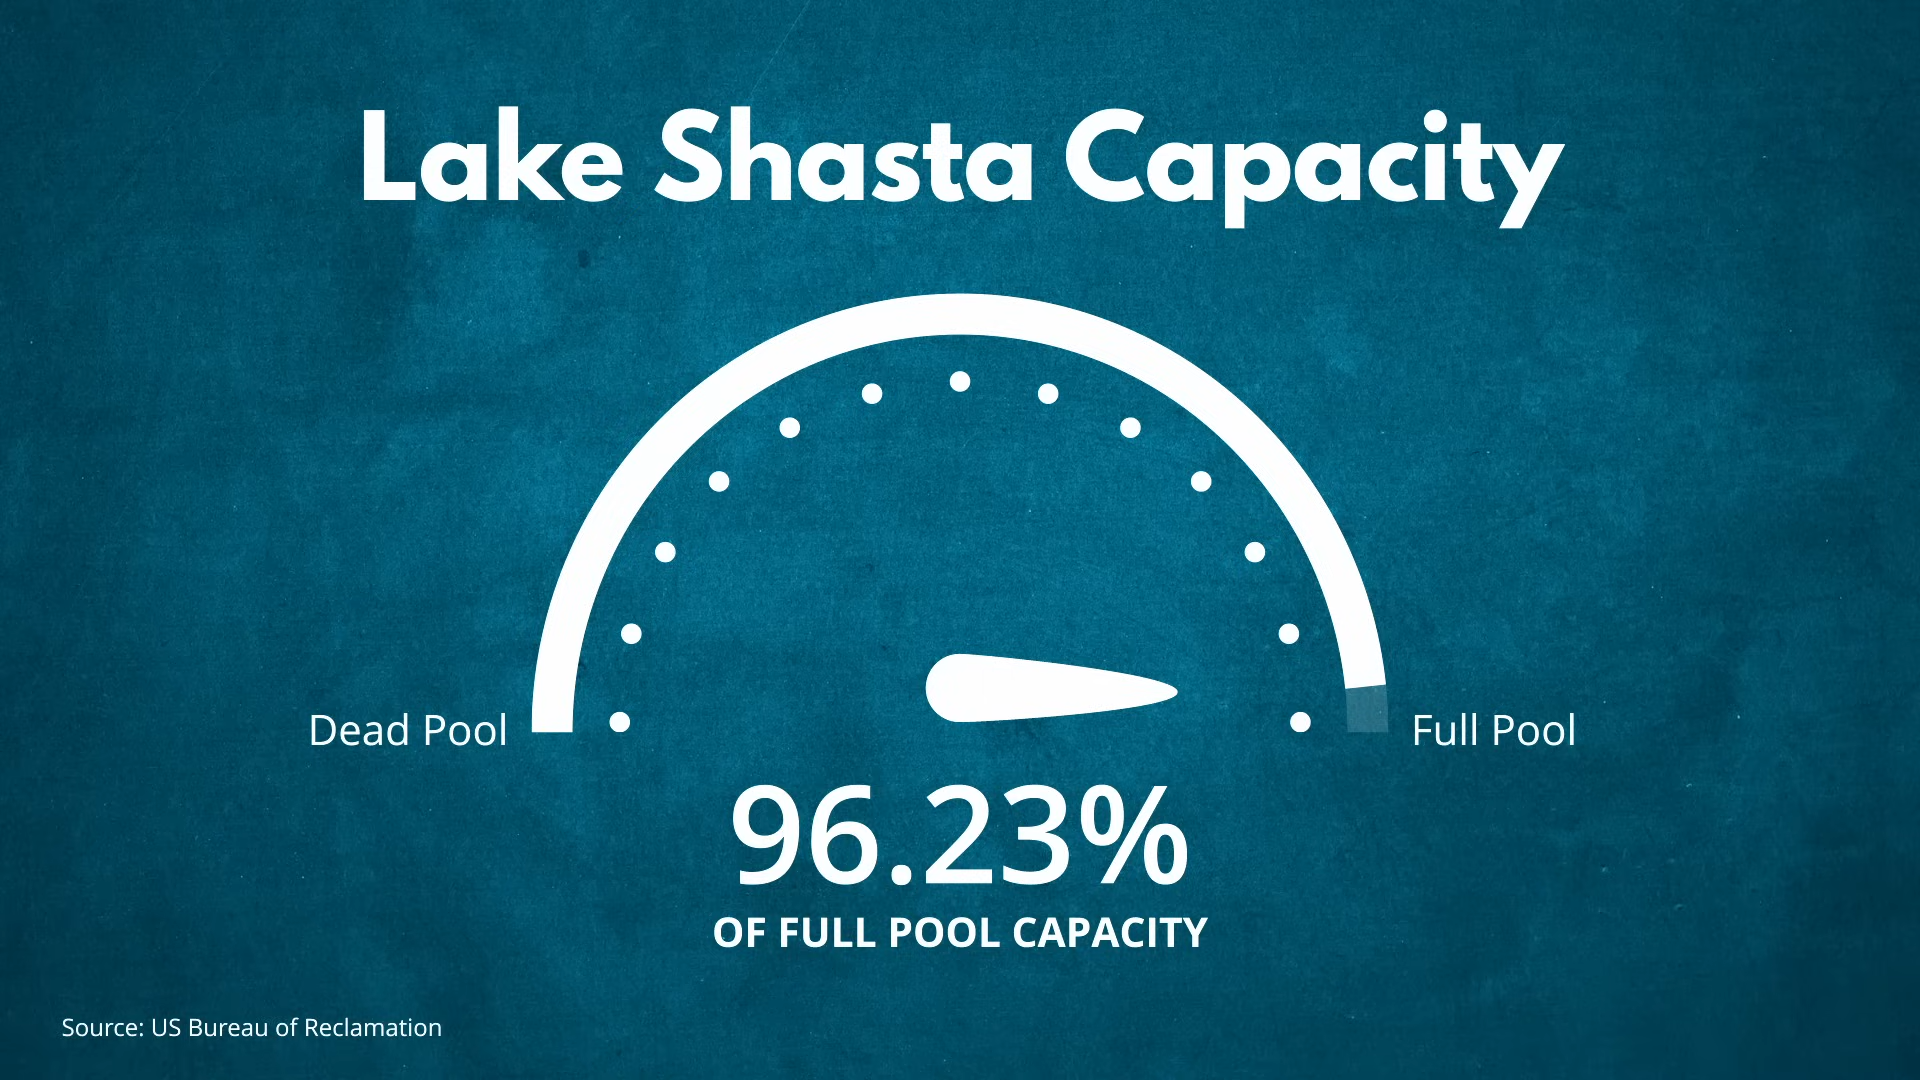 Lake Shasta Capacity
Dead Pool
Full Pool
96.23%
OF FULL POOL CAPACITY
Source: US Bureau of Reclamation